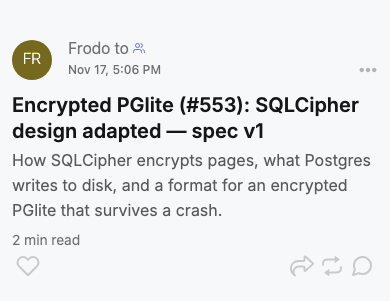 FR
Frodo to
Nov 17, 5:06 PM
Encrypted PGlite (#553): SQLCipher
design adapted — spec v1
How SQLCipher encrypts pages, what Postgres
writes to disk, and a format for an encrypted
PGlite that survives a crash.
2 min read